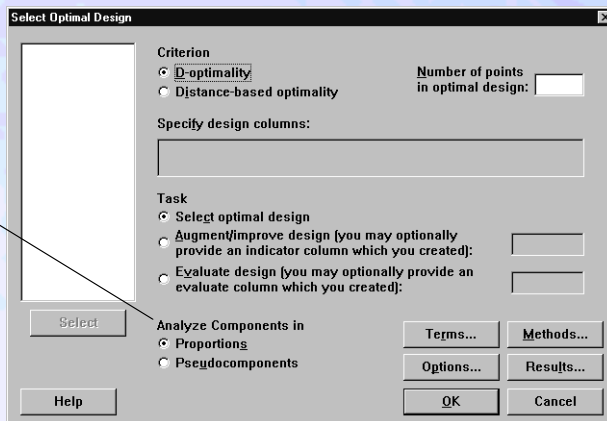 Select Optimal Design
Criterion
D-optimality
Distance-based optimality
Number of points
in optimal design:
Specify design columns:
Task
Select optimal design
Augment/improve design (you may optionally
provide an indicator column which you created):
Evaluate design (you may optionally provide an
evaluate column which you created):
Select
Analyze Components in
Proportions
Pseudocomponents
Terms...
Methods...
Options...
Results...
Help
OK
Cancel